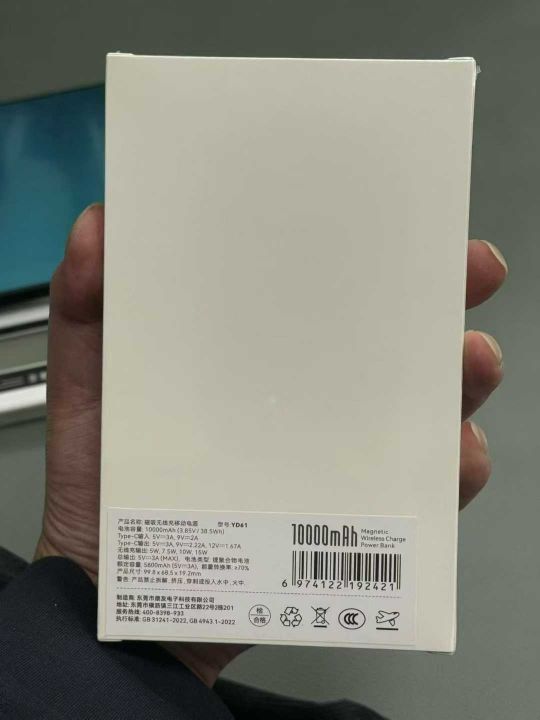 产品名称: 磁吸无线充移动电源 型号: YD61
电池容量: 10000mAh (3.85V / 38.5Wh)
Type-C输入: 5V⎓3A, 9V⎓2A
Type-C输出: 5V⎓3A, 9V⎓2.22A, 12V⎓1.67A
无线充输出: 5W, 7.5W, 10W, 15W
总输出: 5V⎓3A (MAX), 电池类型: 锂聚合物电池
额定容量: 5600mAh (5V⎓3A), 能量转换率: ≥70%
产品尺寸: 99.8 x 68.5 x 19.2mm
警告: 产品禁止拆解, 挤压, 穿刺或投入水中, 火中.
10000mAh
Magnetic
Wireless Charge
Power Bank
6 974122 192421
制造商: 东莞市 友电子科技有限公司
地址: 东莞市横沥镇三江工业区路22号2栋201
服务热线: 400-8398-933
执行标准: GB 31241-2022, GB 4943.1-2022
检
合格
CCC